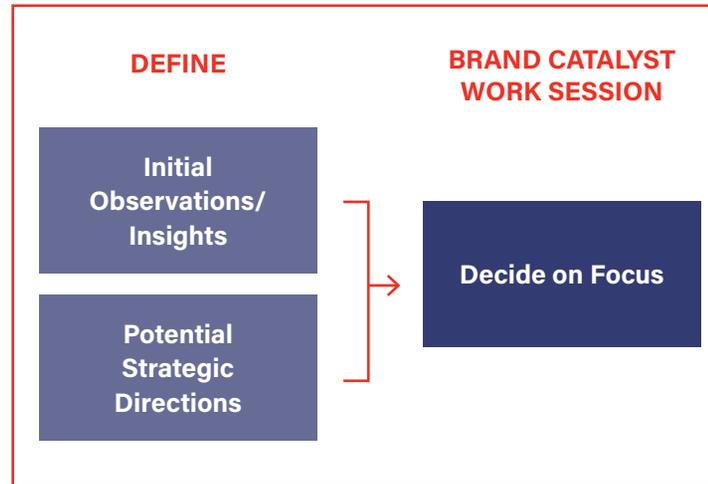 DEFINE
Initial
Observations/
Insights
Potential
Strategic
Directions
BRAND CATALYST
WORK SESSION
Decide on Focus